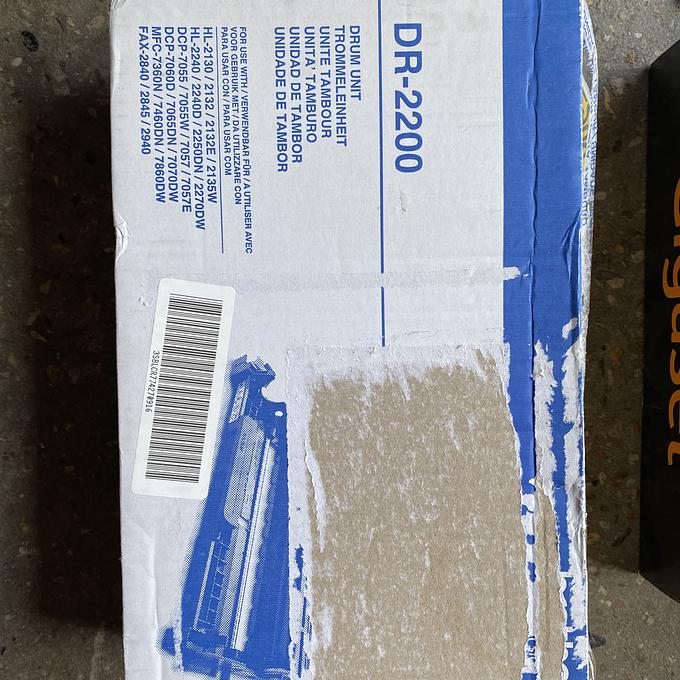 DR-2200
DRUM UNIT
TROMMELEINHEIT
UNITE TAMBOUR
UNITA' TAMBURO
UNIDAD DE TAMBOR
UNIDADE DE TAMBOR
FOR USE WITH / VERWENDBAR FÜR / A UTILISER AVEC
VOOR GEBRUIK MET / DA UTILIZZARE CON
PARA USAR CON / PARA USAR COM
HL-2130 / 2132 / 2132E / 2135W
HL-2240 / 2240D / 2250DN / 2270DW
DCP-7055 / 7055W / 7057 / 7057E
DCP-7060D / 7065DN / 7070DW
MFC-7360N / 7460DN / 7860DW
FAX-2840 / 2845 / 2940
Gigaset